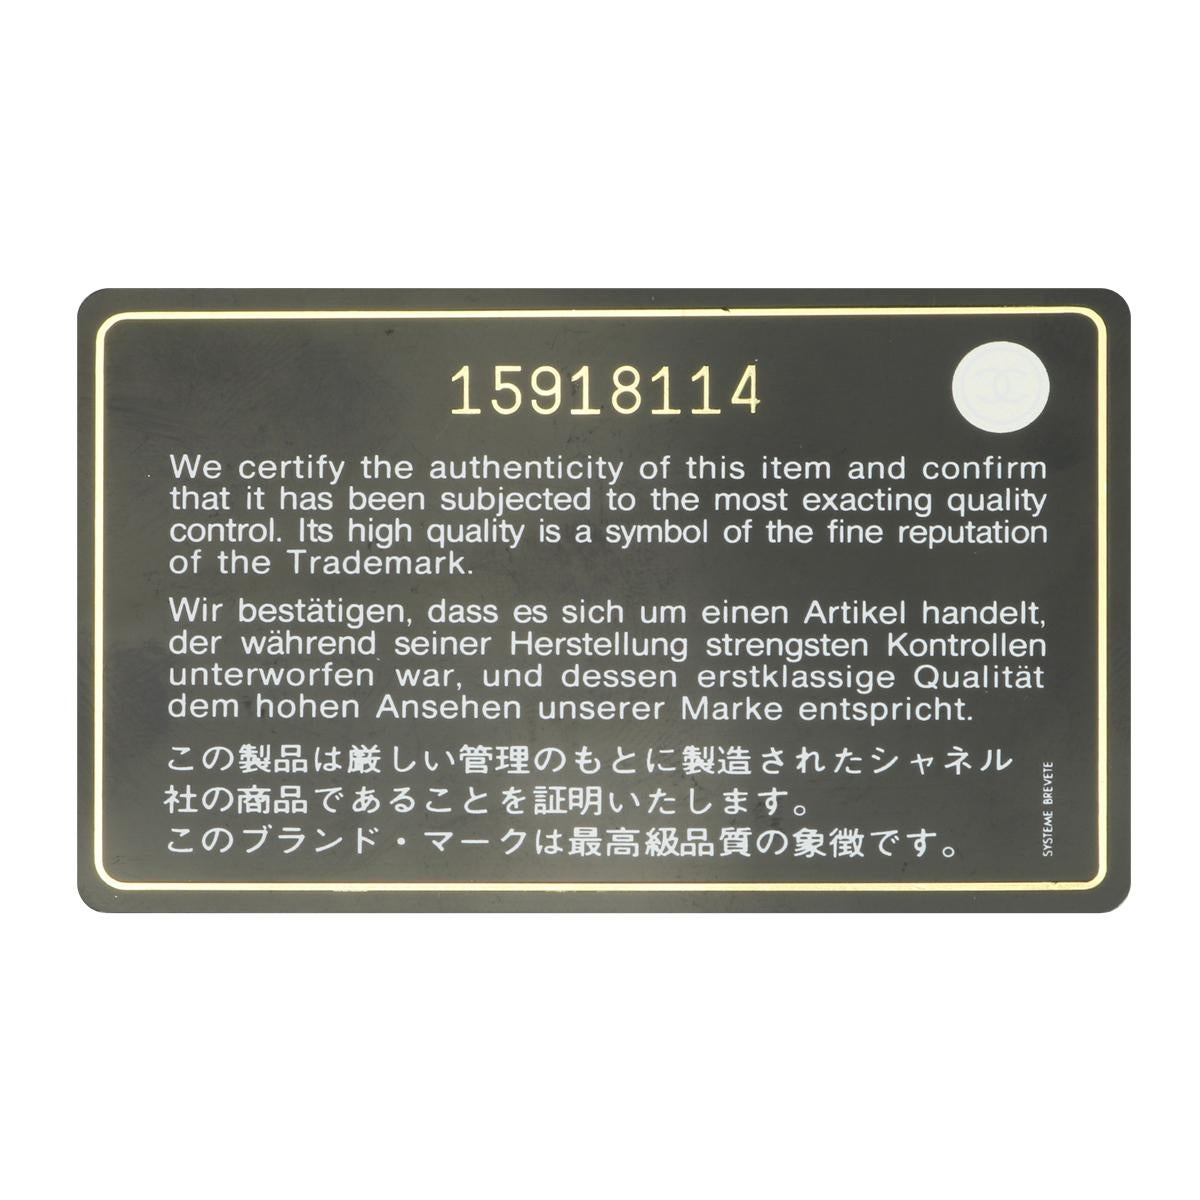 15918114
We certify the authenticity of this item and confirm
that it has been subjected to the most exacting quality
control. Its high quality is a symbol of the fine reputation
of the Trademark.
Wir bestätigen, dass es sich um einen Artikel handelt,
der während seiner Herstellung strengsten Kontrollen
unterworfen war, und dessen erstklassige Qualität
dem hohen Ansehen unserer Marke entspricht.
この製品は厳しい管理のもとに製造されたシャネル
社の商品であることを証明いたします。
このブランド・マークは最高級品質の象徴です。
SYSTEME BREVETE